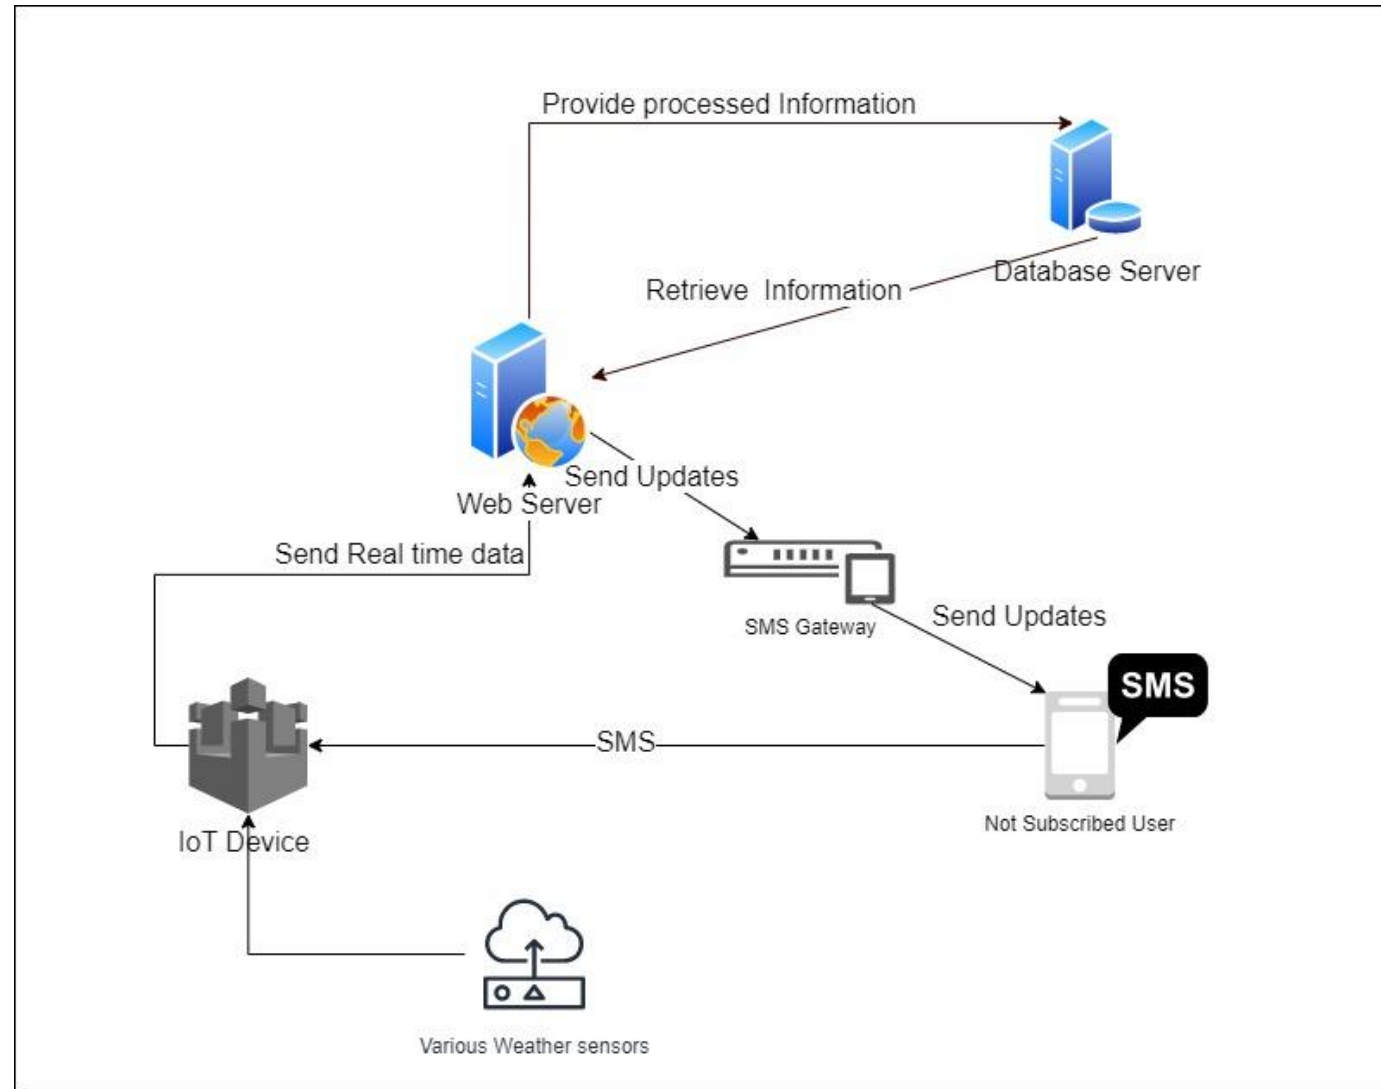 Provide processed Information
Database Server
Retrieve Information
Web Server
Send Updates
Send Real time data
SMS Gateway
Send Updates
SMS
SMS
Not Subscribed User
IoT Device
Various Weather sensors